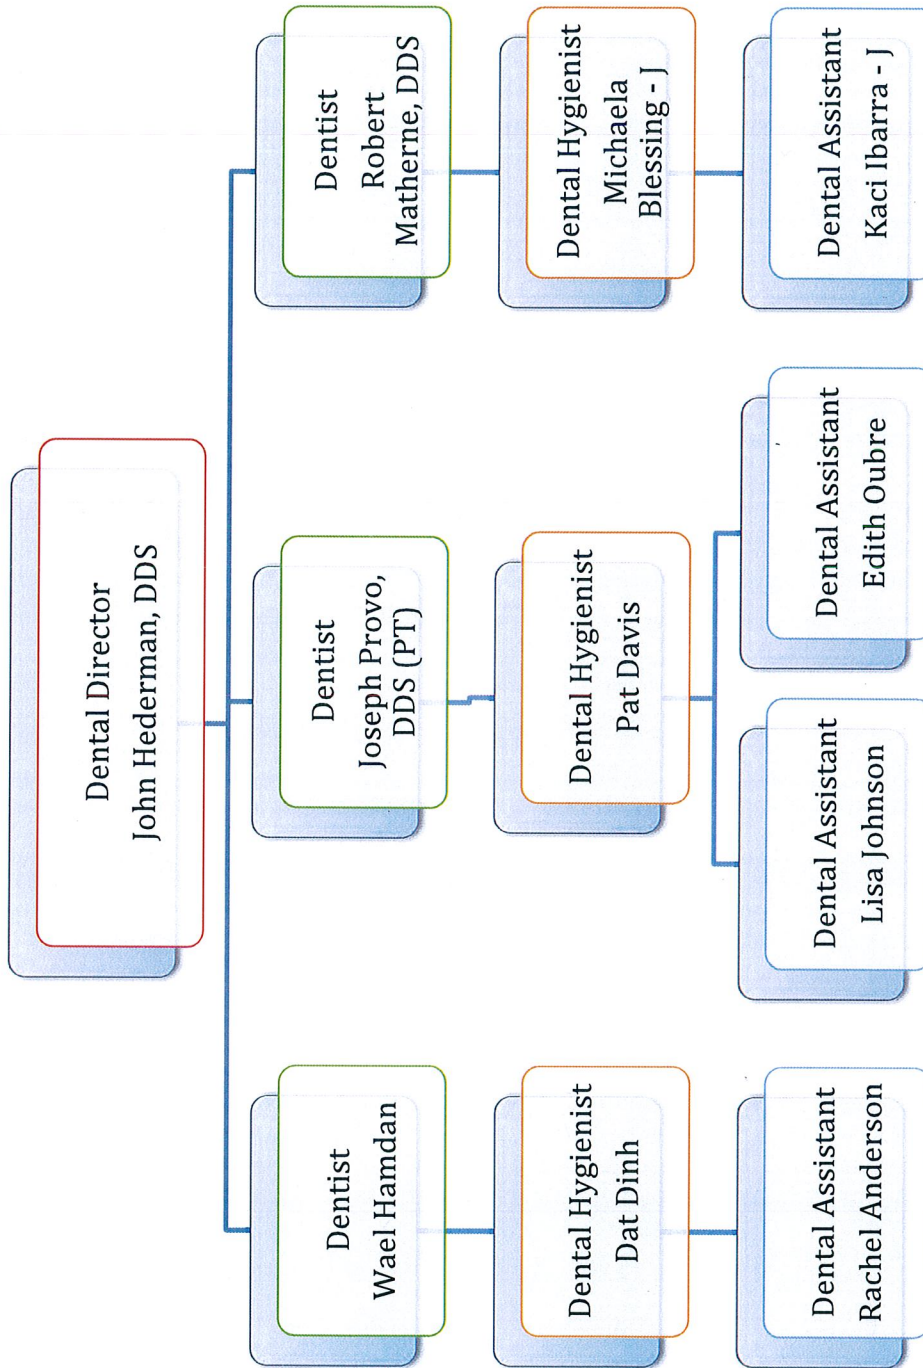 Dental Director
John Hederman, DDS
Dentist
Wael Hamdan
Dentist
Joseph Provo,
DDS (PT)
Dentist
Robert
Matherne, DDS
Dental Hygienist
Dat Dinh
Dental Hygienist
Pat Davis
Dental Hygienist
Michaela
Blessing - J
Dental Assistant
Rachel Anderson
Dental Assistant
Lisa Johnson
Dental Assistant
Edith Oubre
Dental Assistant
Kaci Ibarra - J